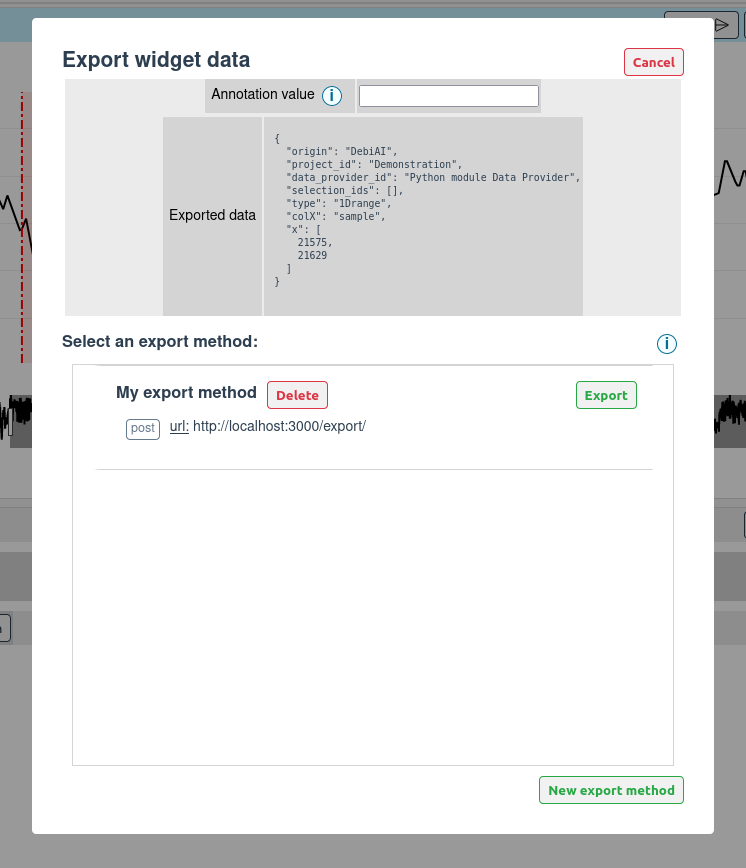 Export widget data
Cancel
Annotation value i
Exported data
{
  "origin": "DebiAI",
  "project_id": "Demonstration",
  "data_provider_id": "Python module Data Provider",
  "selection_ids": [],
  "type": "1Drange",
  "colX": "sample",
  "x": [
    21575,
    21629
  ]
}
Select an export method: i
My export method Delete Export
post url: http://localhost:3000/export/
New export method